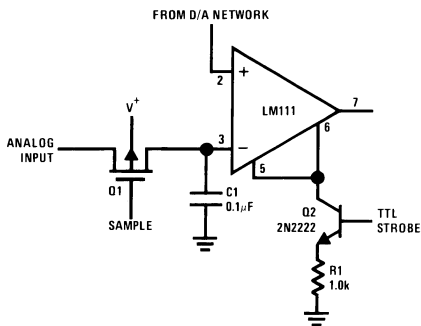 FROM D/A NETWORK
2
+
LM111
7
6
V+
ANALOG
INPUT
3
−
5
Q1
C1
0.1μF
SAMPLE
Q2
2N2222
TTL
STROBE
R1
1.0k